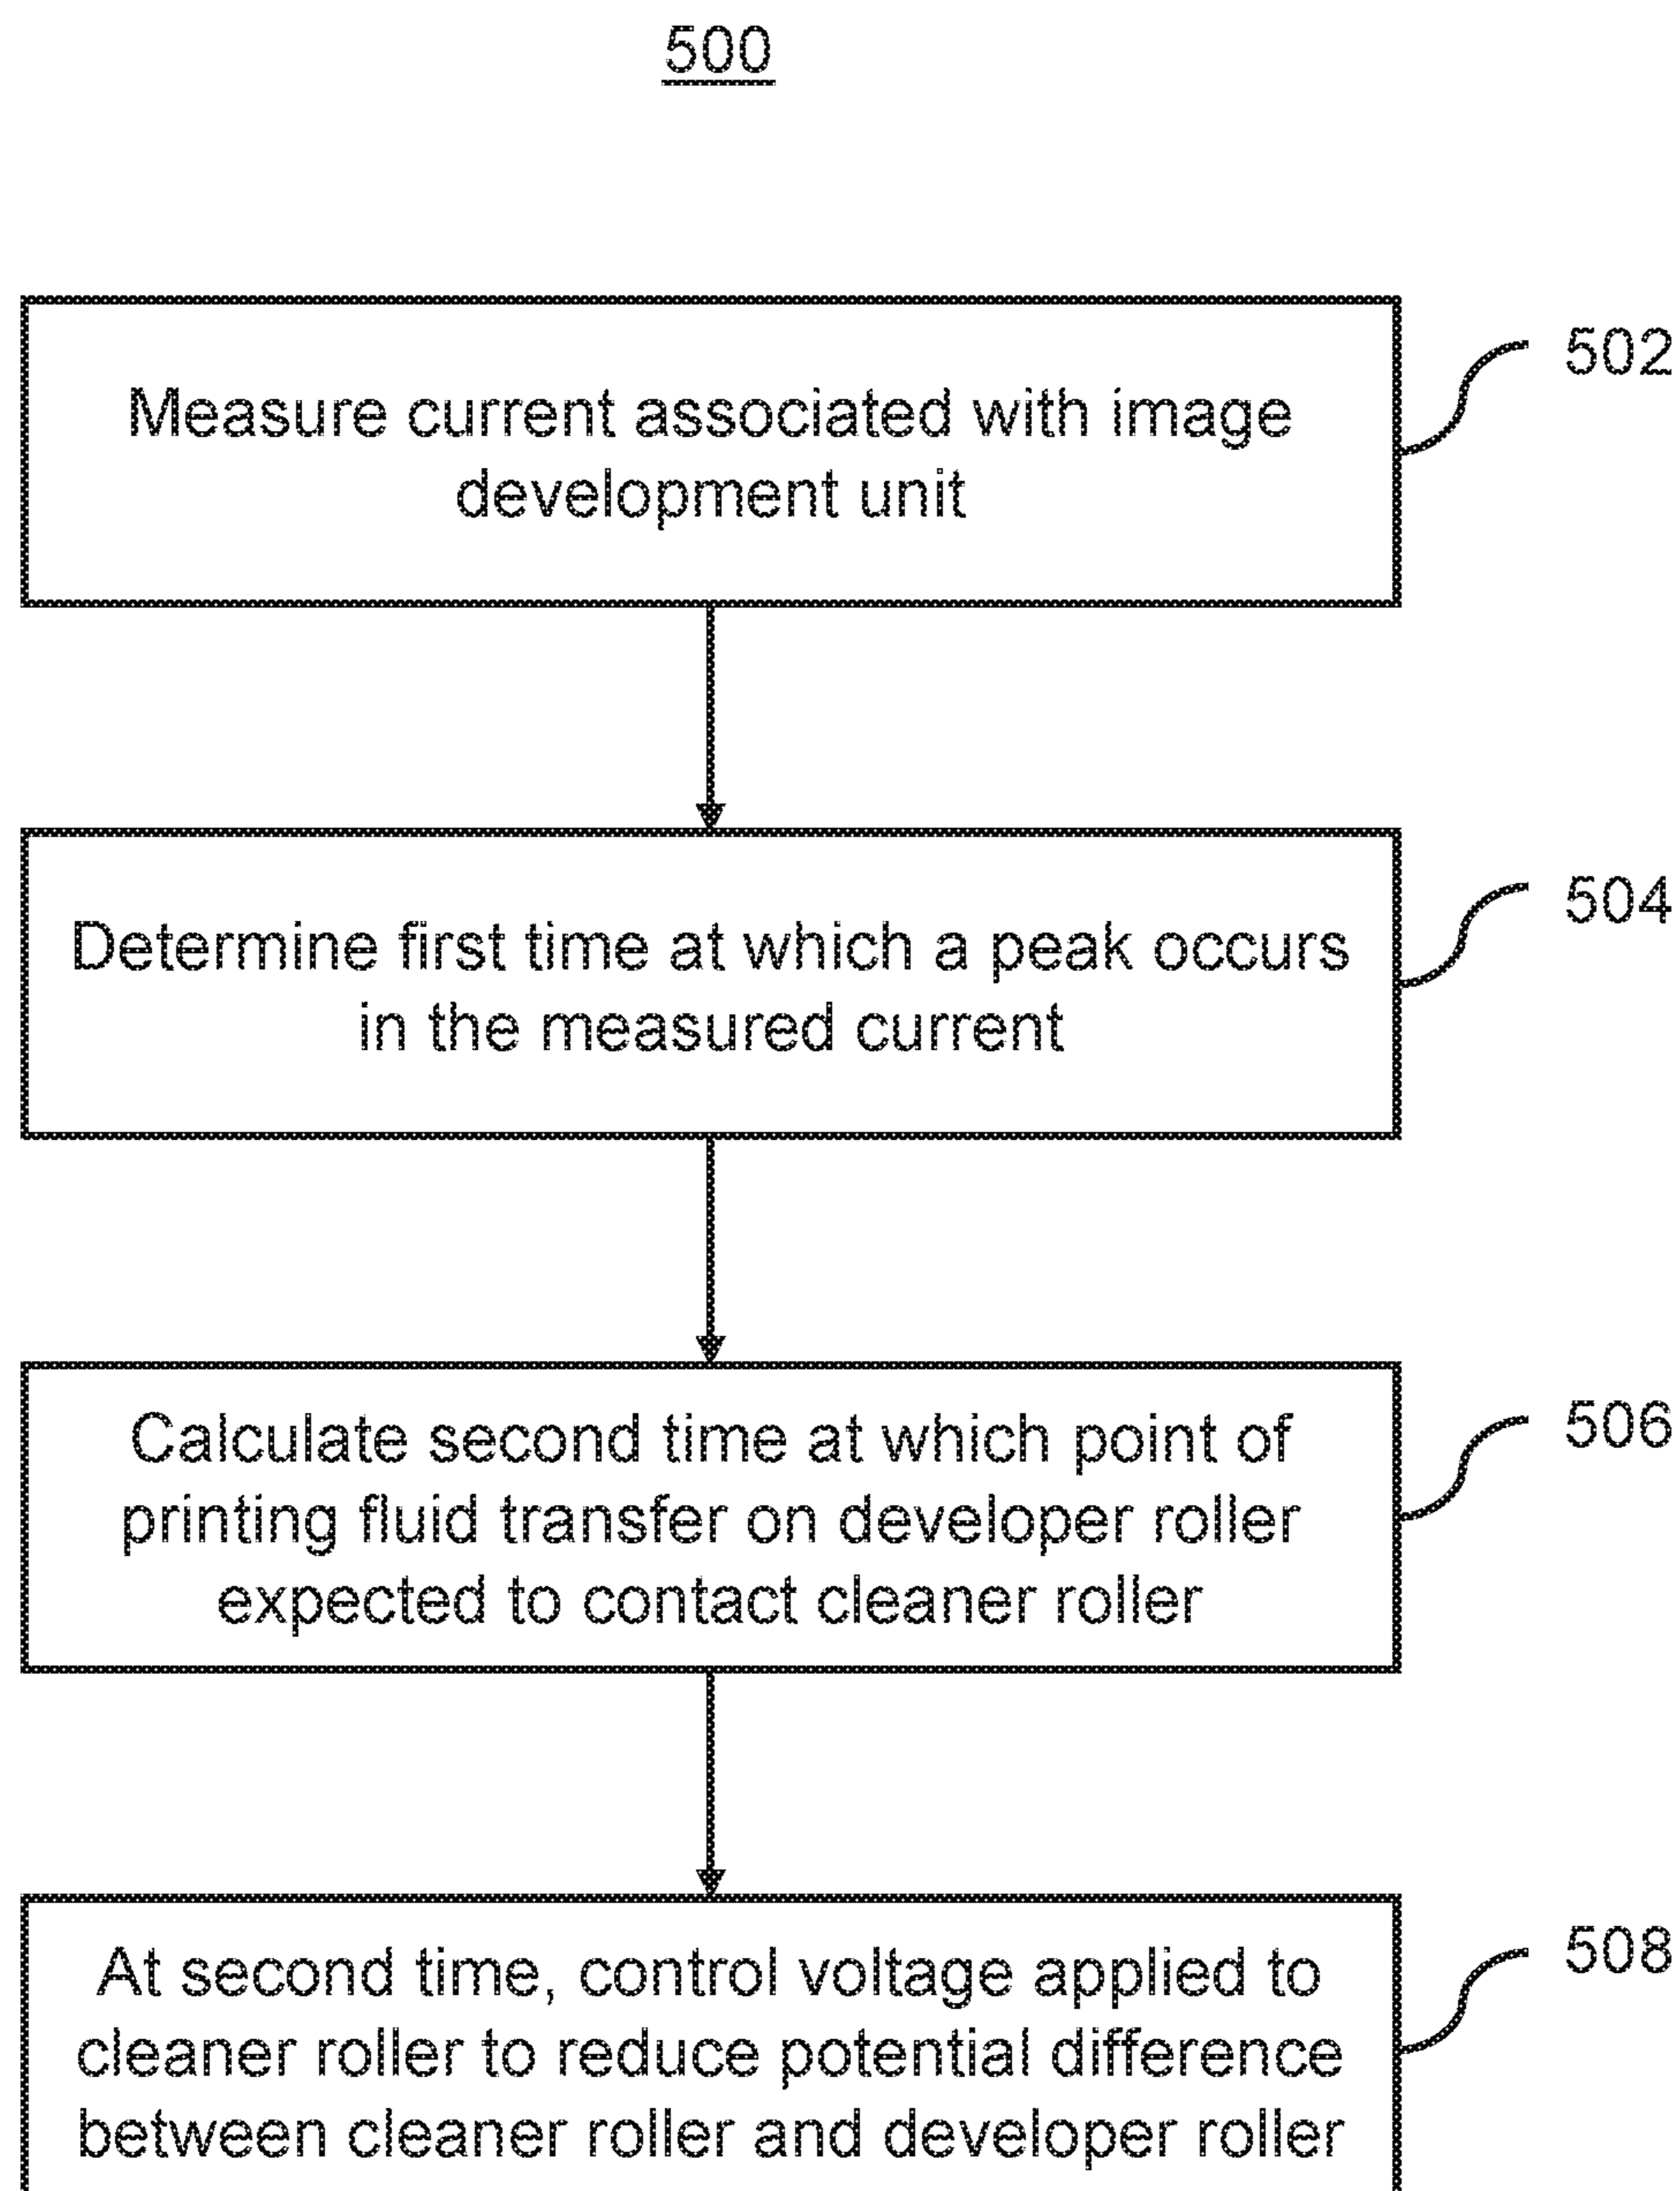 500
Measure current associated with image
development unit
502
Determine first time at which a peak occurs
in the measured current
504
Calculate second time at which point of
printing fluid transfer on developer roller
expected to contact cleaner roller
506
At second time, control voltage applied to
cleaner roller to reduce potential difference
between cleaner roller and developer roller
508